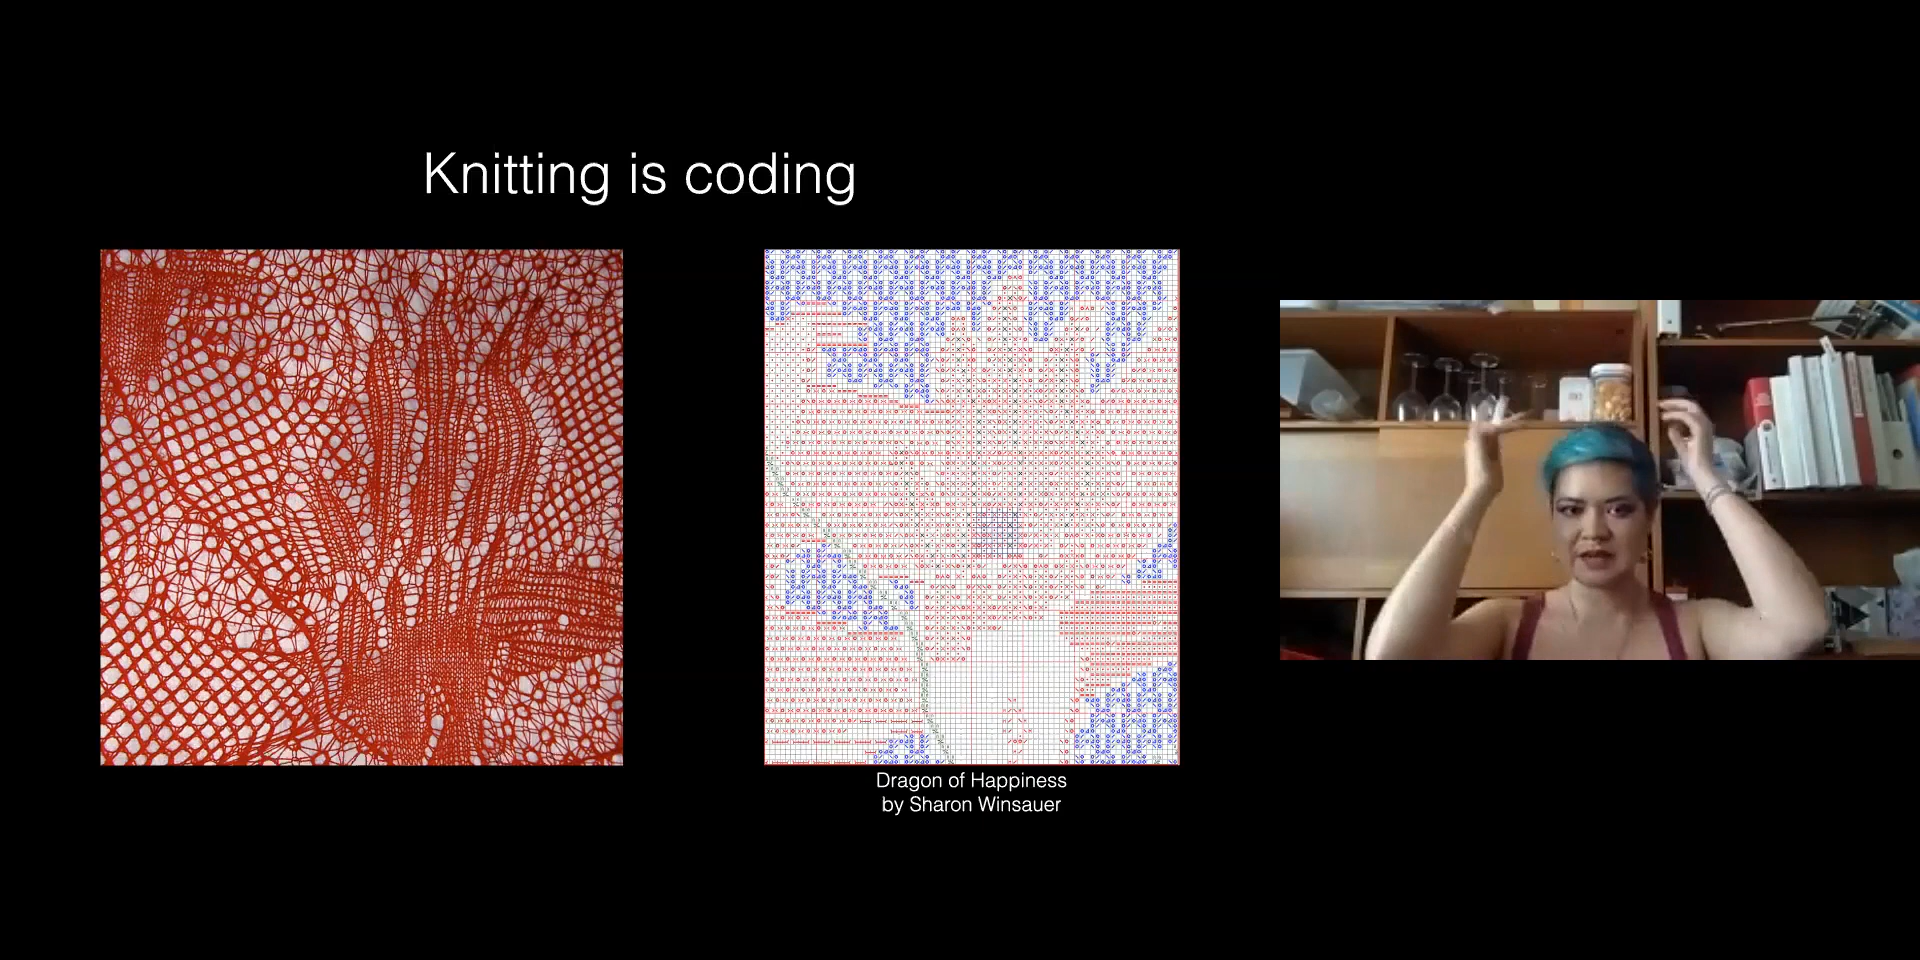 Knitting is coding
Dragon of Happiness
by Sharon Winsauer